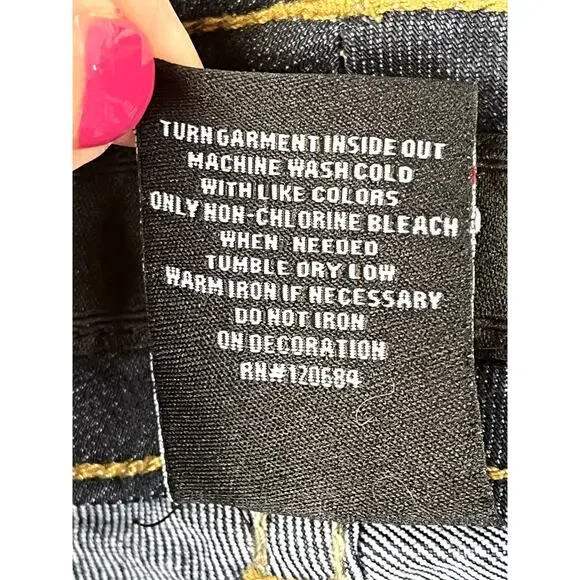 TURN GARMENT INSIDE OUT
MACHINE WASH COLD
WITH LIKE COLORS
ONLY NON-CHLORINE BLEACH
WHEN NEEDED
TUMBLE DRY LOW
WARM IRON IF NECESSARY
DO NOT IRON
ON DECORATION
RN#120684